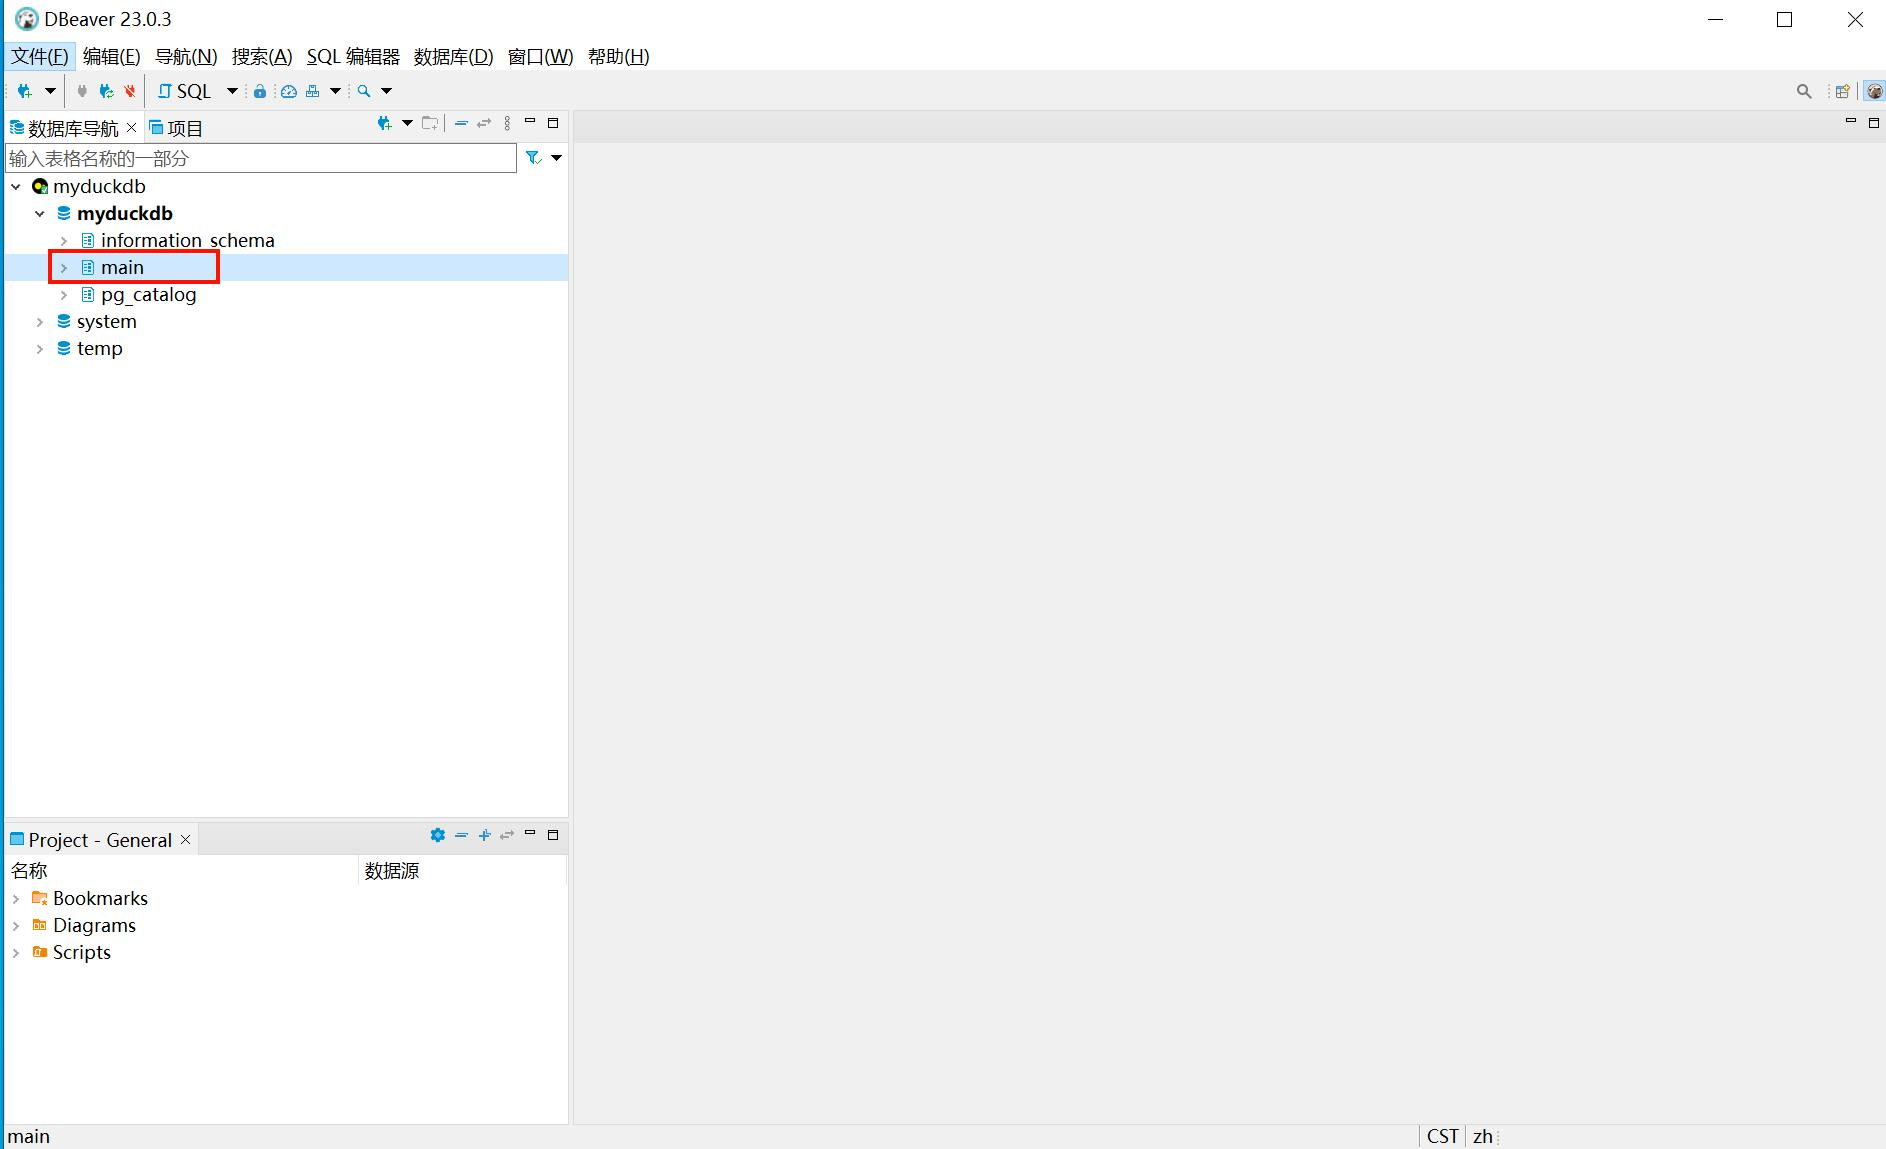 DBeaver 23.0.3
文件(F) 编辑(E) 导航(N) 搜索(A) SQL 编辑器 数据库(D) 窗口(W) 帮助(H)
SQL
数据库导航 项目
输入表格名称的一部分
myduckdb
myduckdb
information_schema
main
pg_catalog
system
temp
Project - General
名称 数据源
Bookmarks
Diagrams
Scripts
main CST zh